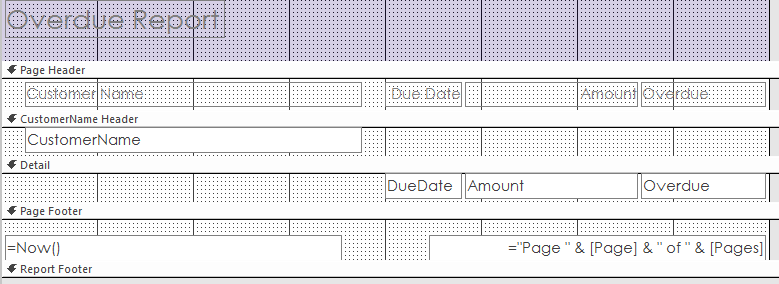 Overdue Report
Page Header
Customer Name Due Date Amount Overdue
CustomerName Header
CustomerName
Detail
DueDate Amount Overdue
Page Footer
=Now() ="Page " & [Page] & " of " & [Pages]
Report Footer